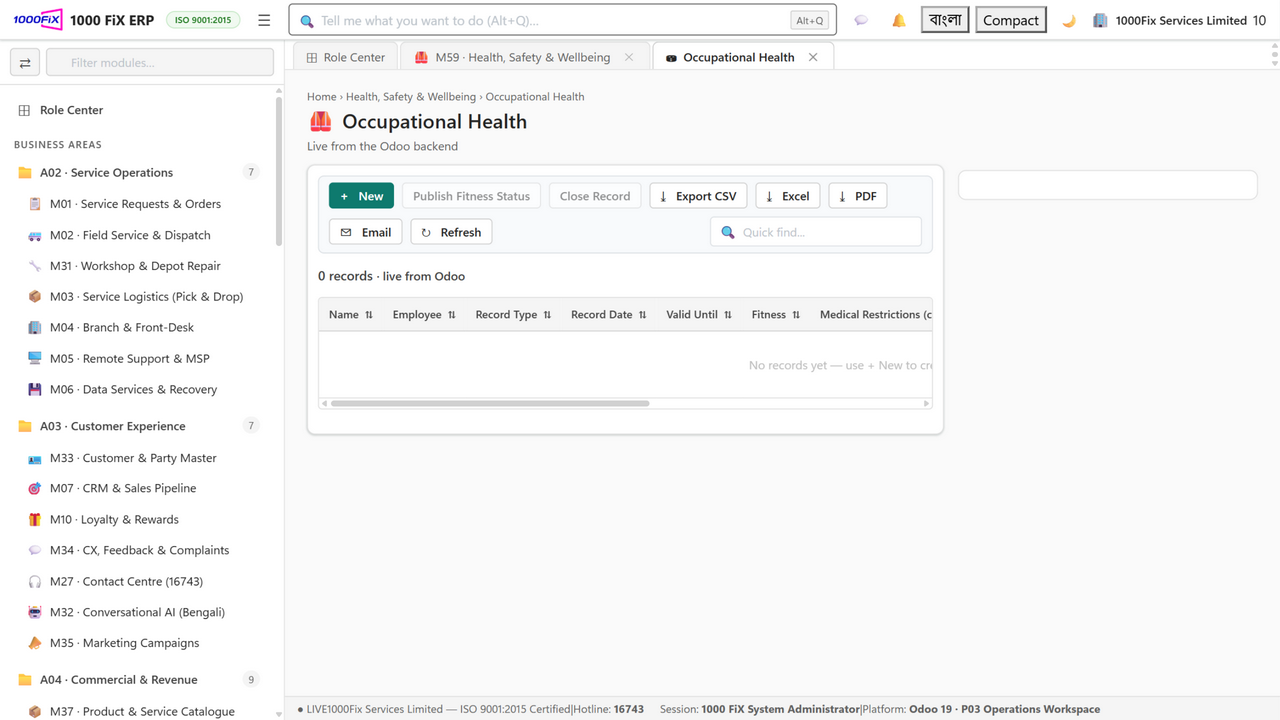 1000FiX 1000 FiX ERP ISO 9001:2015 ☰ Tell me what you want to do (Alt+Q)... Alt+Q বাংলা Compact 1000Fix Services Limited 10
Filter modules...
Role Center
BUSINESS AREAS
A02 · Service Operations 7
M01 · Service Requests & Orders
M02 · Field Service & Dispatch
M31 · Workshop & Depot Repair
M03 · Service Logistics (Pick & Drop)
M04 · Branch & Front-Desk
M05 · Remote Support & MSP
M06 · Data Services & Recovery
A03 · Customer Experience 7
M33 · Customer & Party Master
M07 · CRM & Sales Pipeline
M10 · Loyalty & Rewards
M34 · CX, Feedback & Complaints
M27 · Contact Centre (16743)
M32 · Conversational AI (Bengali)
M35 · Marketing Campaigns
A04 · Commercial & Revenue 9
M37 · Product & Service Catalogue
Role Center M59 · Health, Safety & Wellbeing Occupational Health
Home › Health, Safety & Wellbeing › Occupational Health
Occupational Health
Live from the Odoo backend
+ New Publish Fitness Status Close Record Export CSV Excel PDF
Email Refresh Quick find...
0 records · live from Odoo
Name Employee Record Type Record Date Valid Until Fitness Medical Restrictions (c
No records yet — use + New to cre
● LIVE1000Fix Services Limited — ISO 9001:2015 Certified|Hotline: 16743 Session: 1000 FiX System Administrator|Platform: Odoo 19 · P03 Operations Workspace